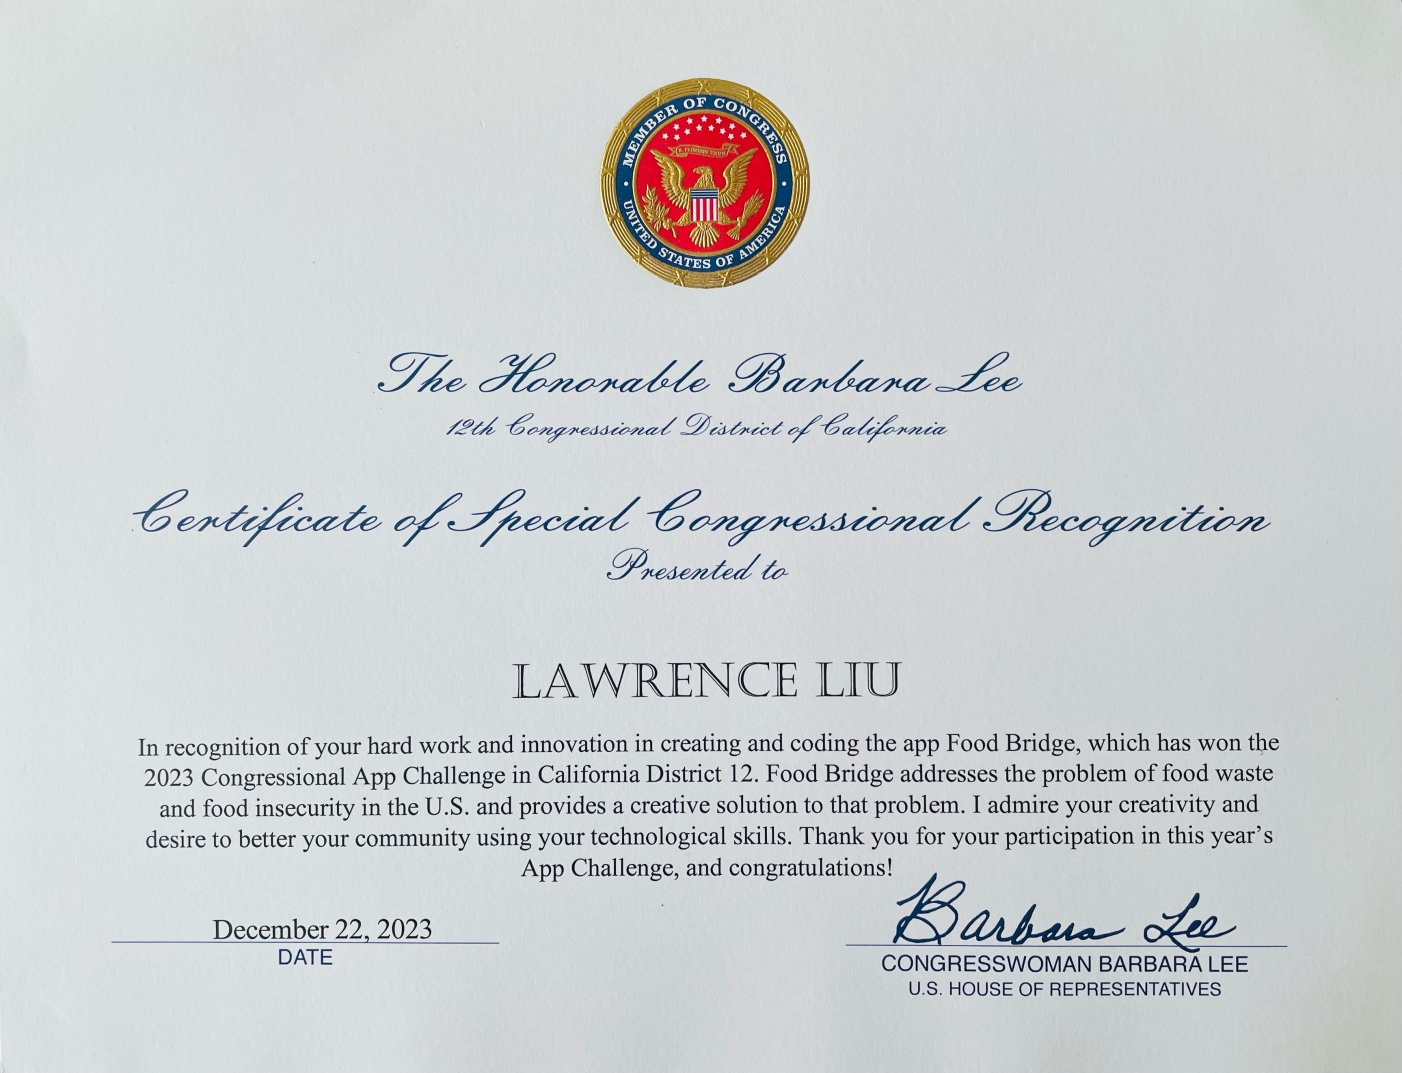 MEMBER OF CONGRESS
UNITED STATES OF AMERICA
The Honorable Barbara Lee
12th Congressional District of California
Certificate of Special Congressional Recognition
Presented to
LAWRENCE LIU
In recognition of your hard work and innovation in creating and coding the app Food Bridge, which has won the
2023 Congressional App Challenge in California District 12. Food Bridge addresses the problem of food waste
and food insecurity in the U.S. and provides a creative solution to that problem. I admire your creativity and
desire to better your community using your technological skills. Thank you for your participation in this year’s
App Challenge, and congratulations!
December 22, 2023
DATE
Barbara Lee
CONGRESSWOMAN BARBARA LEE
U.S. HOUSE OF REPRESENTATIVES